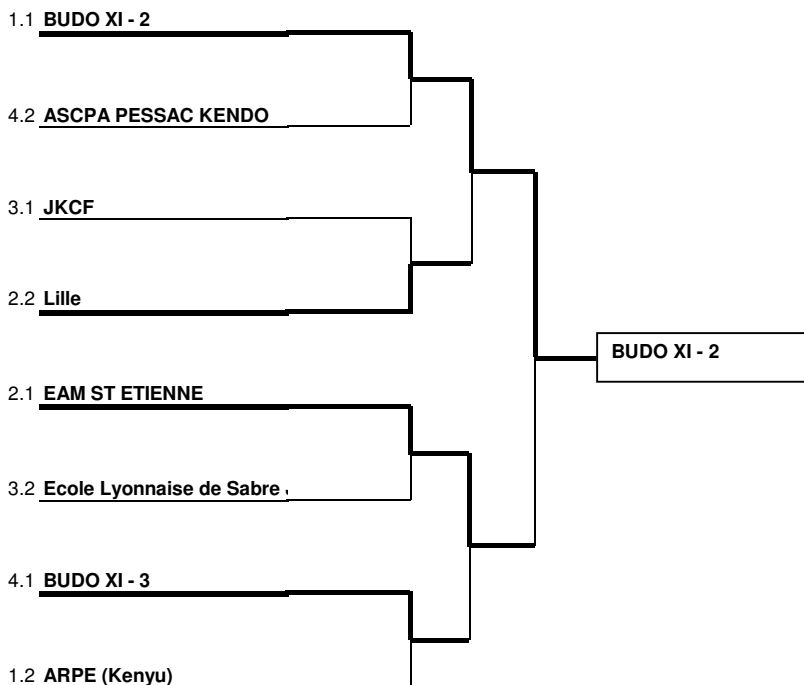 1.1 BUDO XI - 2
4.2 ASCPA PESSAC KENDO
3.1 JKCF
2.2 Lille
BUDO XI - 2
2.1 EAM ST ETIENNE
3.2 Ecole Lyonnaise de Sabre
4.1 BUDO XI - 3
1.2 ARPE (Kenyu)